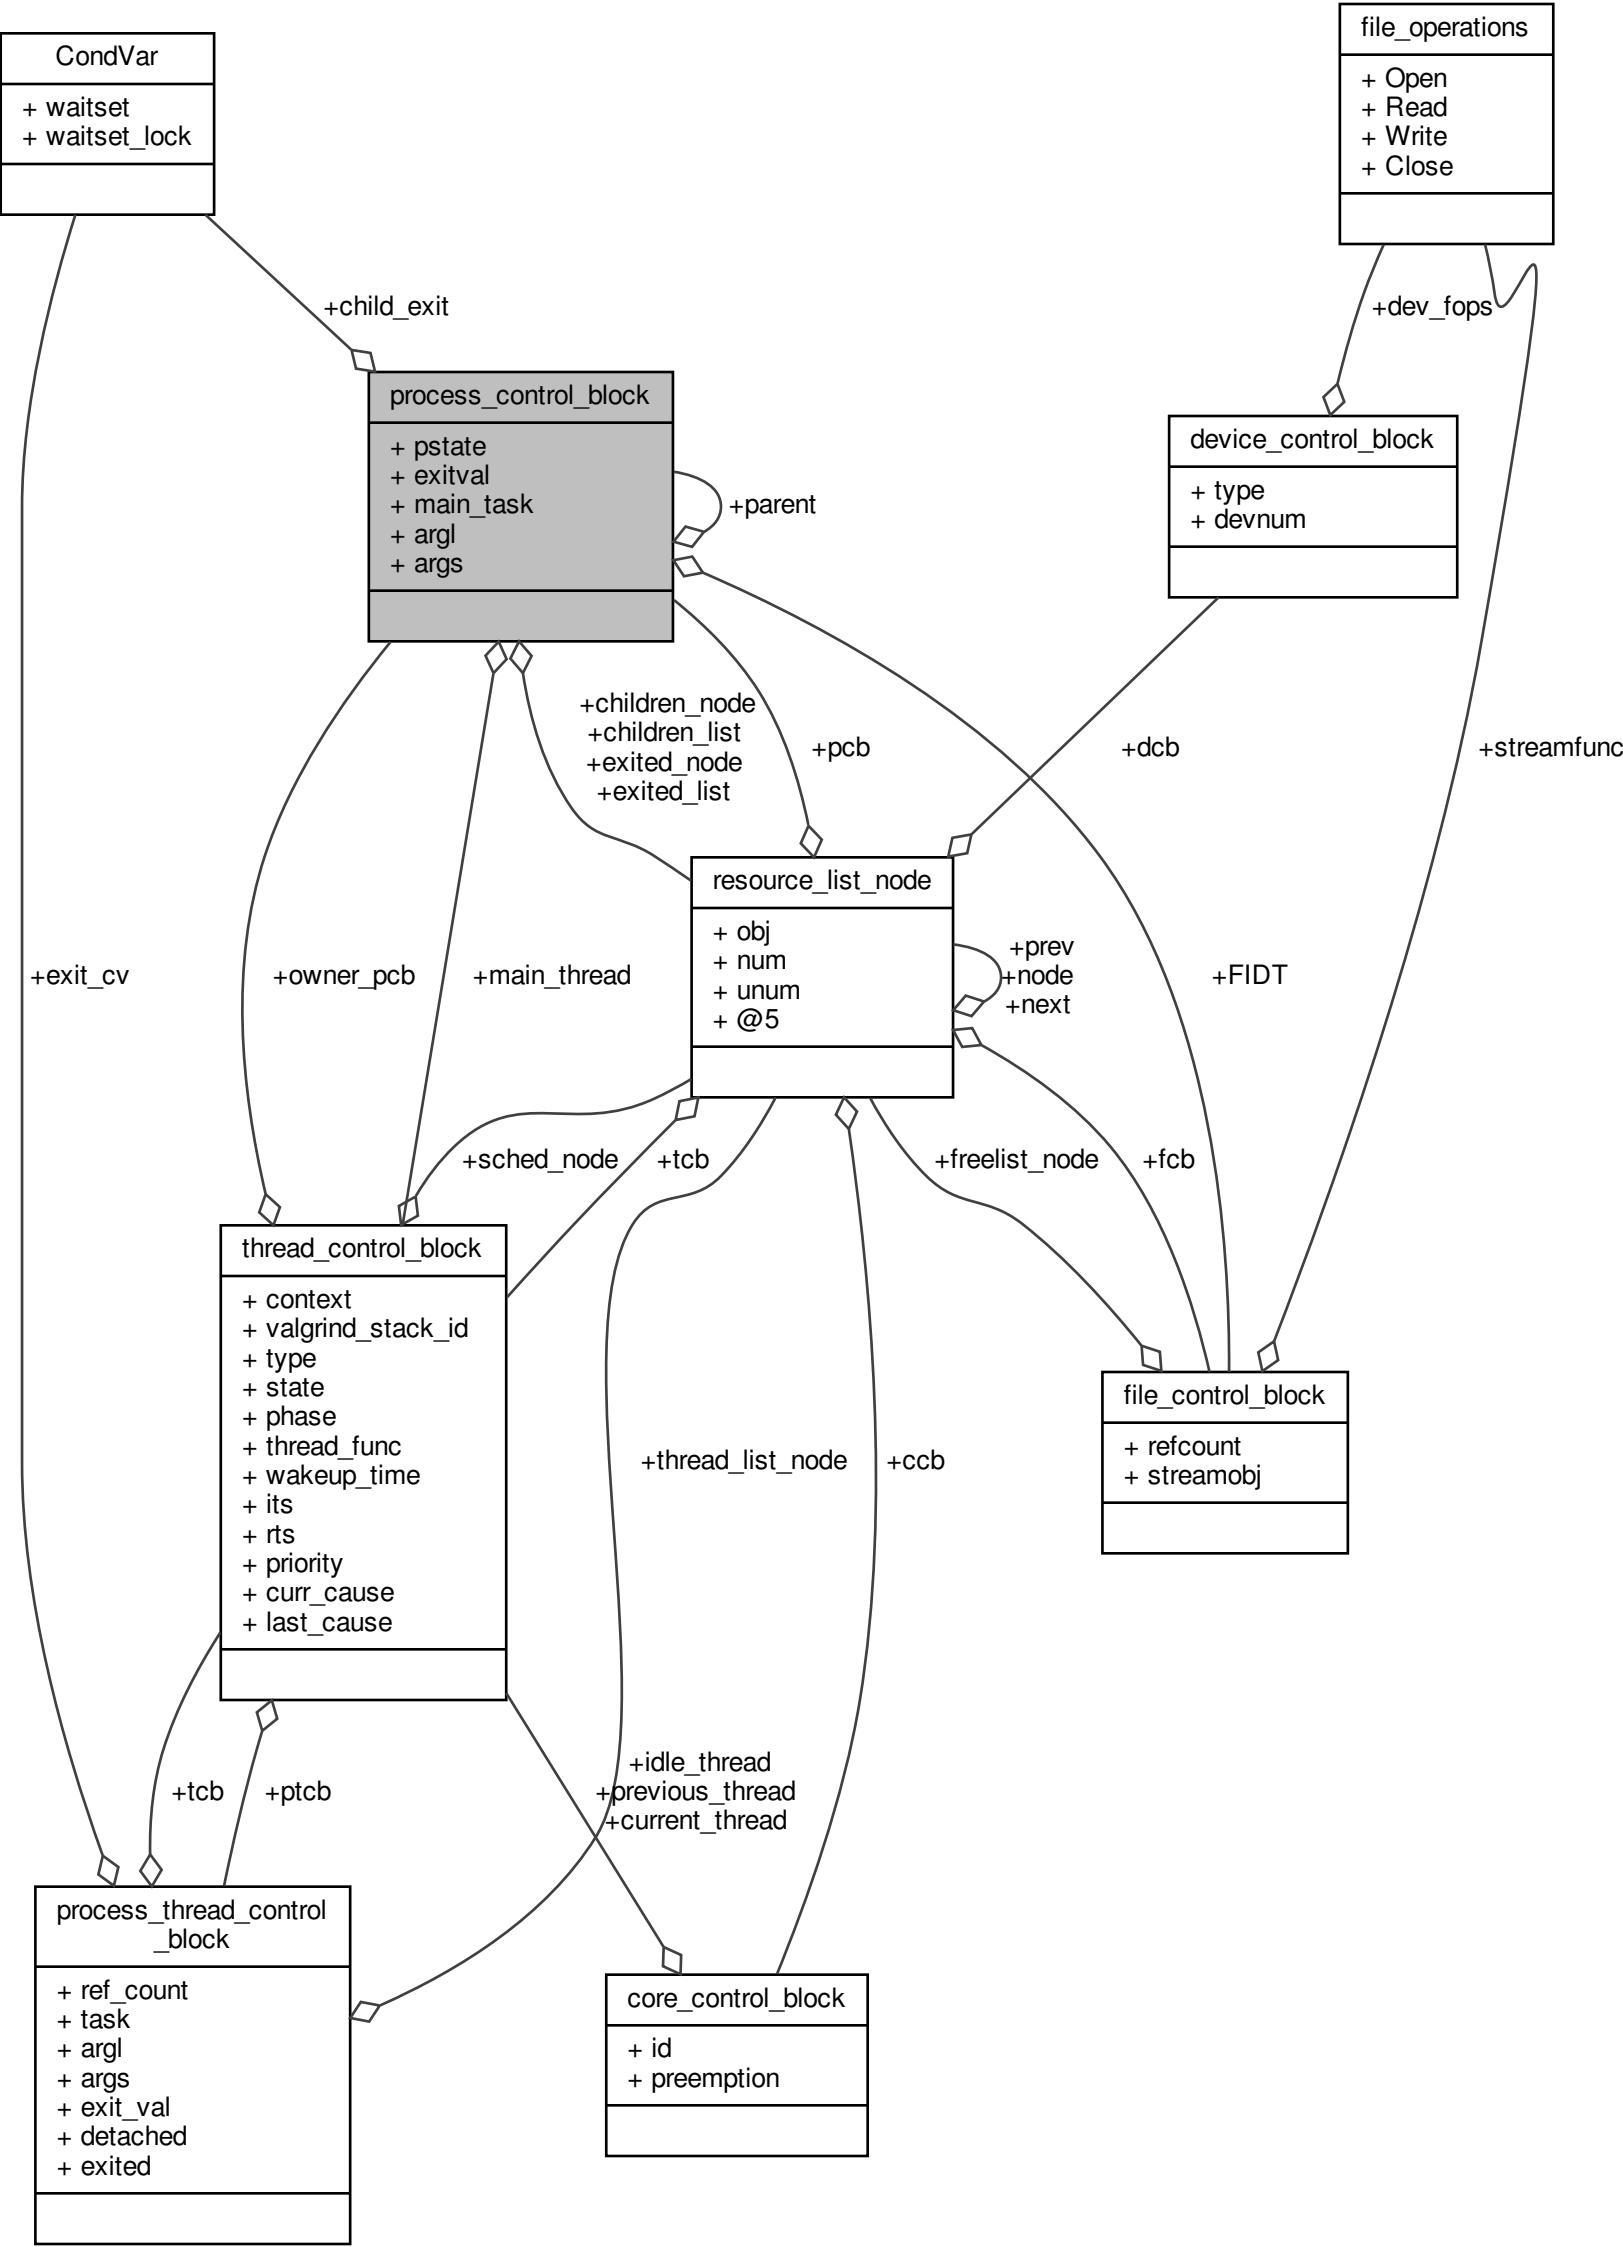 CondVar
+ waitset
+ waitset_lock
file_operations
+ Open
+ Read
+ Write
+ Close
+child_exit
+dev_fops
process_control_block
+ pstate
+ exitval
+ main_task
+ argl
+ args
+parent
device_control_block
+ type
+ devnum
+children_node
+children_list
+exited_node
+exited_list
+pcb
+dcb
+streamfunc
resource_list_node
+ obj
+ num
+ unum
+ @5
+prev
+node
+next
+exit_cv
+owner_pcb
+main_thread
+FIDT
+sched_node
+tcb
+freelist_node
+fcb
thread_control_block
+ context
+ valgrind_stack_id
+ type
+ state
+ phase
+ thread_func
+ wakeup_time
+ its
+ rts
+ priority
+ curr_cause
+ last_cause
+thread_list_node
+ccb
file_control_block
+ refcount
+ streamobj
+tcb
+ptcb
+idle_thread
+previous_thread
+current_thread
process_thread_control
_block
+ ref_count
+ task
+ argl
+ args
+ exit_val
+ detached
+ exited
core_control_block
+ id
+ preemption